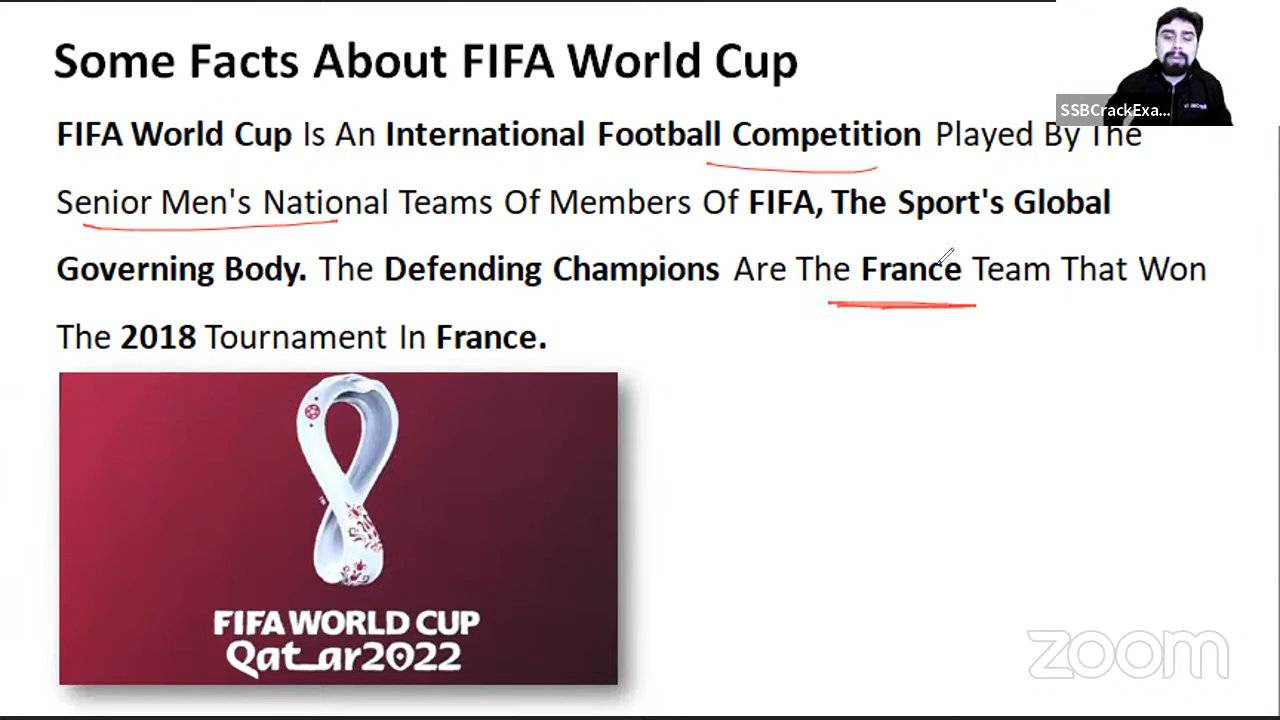 Some Facts About FIFA World Cup
SSBCrackExa...
FIFA World Cup Is An International Football Competition Played By The
Senior Men's National Teams Of Members Of FIFA, The Sport's Global
Governing Body. The Defending Champions Are The France Team That Won
The 2018 Tournament In France.
FIFA WORLD CUP
Qatar2022
zoom